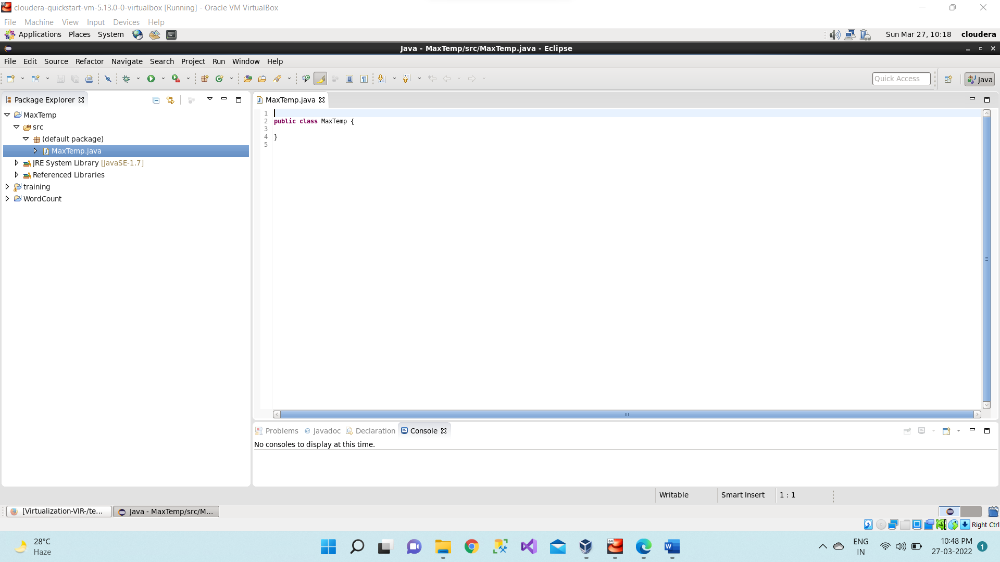 cloudera-quickstart-vm-5.13.0-0-virtualbox [Running] - Oracle VM VirtualBox
File Machine View Input Devices Help
Applications Places System Sun Mar 27, 10:18 cloudera
Java - MaxTemp/src/MaxTemp.java - Eclipse
File Edit Source Refactor Navigate Search Project Run Window Help
Quick Access Java
Package Explorer
MaxTemp
src
(default package)
MaxTemp.java
JRE System Library [JavaSE-1.7]
Referenced Libraries
training
WordCount
MaxTemp.java
1
2 public class MaxTemp {
3
4 }
5
Problems @ Javadoc Declaration Console
No consoles to display at this time.
Writable Smart Insert 1 : 1
[Virtualization-VIR-/te... Java - MaxTemp/src/M...
Right Ctrl
28°C
Haze
ENG
IN
10:48 PM
27-03-2022
1